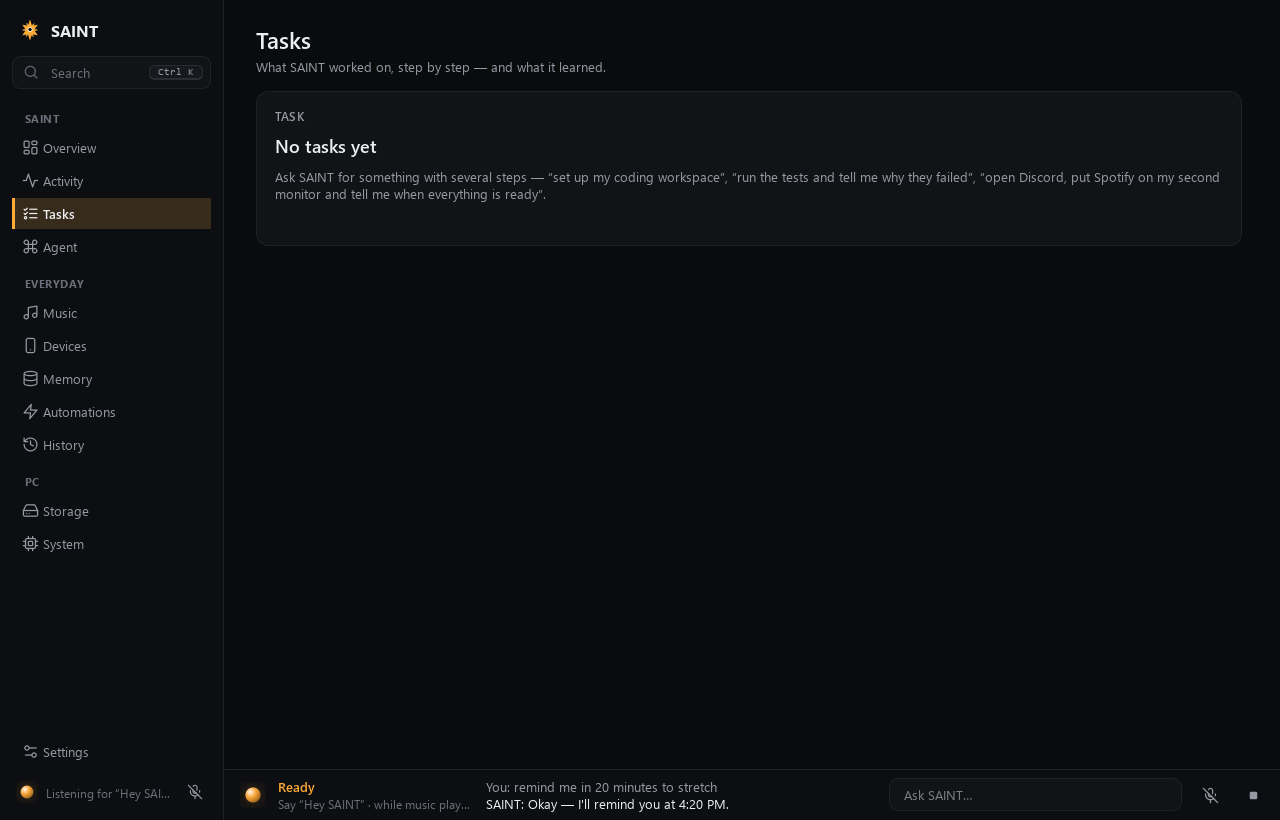 SAINT
Search
Ctrl K
SAINT
Overview
Activity
Tasks
Agent
EVERYDAY
Music
Devices
Memory
Automations
History
PC
Storage
System
Settings
Listening for “Hey SAI...
Tasks
What SAINT worked on, step by step — and what it learned.
TASK
No tasks yet
Ask SAINT for something with several steps — “set up my coding workspace”, “run the tests and tell me why they failed”, “open Discord, put Spotify on my second
monitor and tell me when everything is ready”.
Ready
Say “Hey SAINT” · while music play...
You: remind me in 20 minutes to stretch
SAINT: Okay — I'll remind you at 4:20 PM.
Ask SAINT...